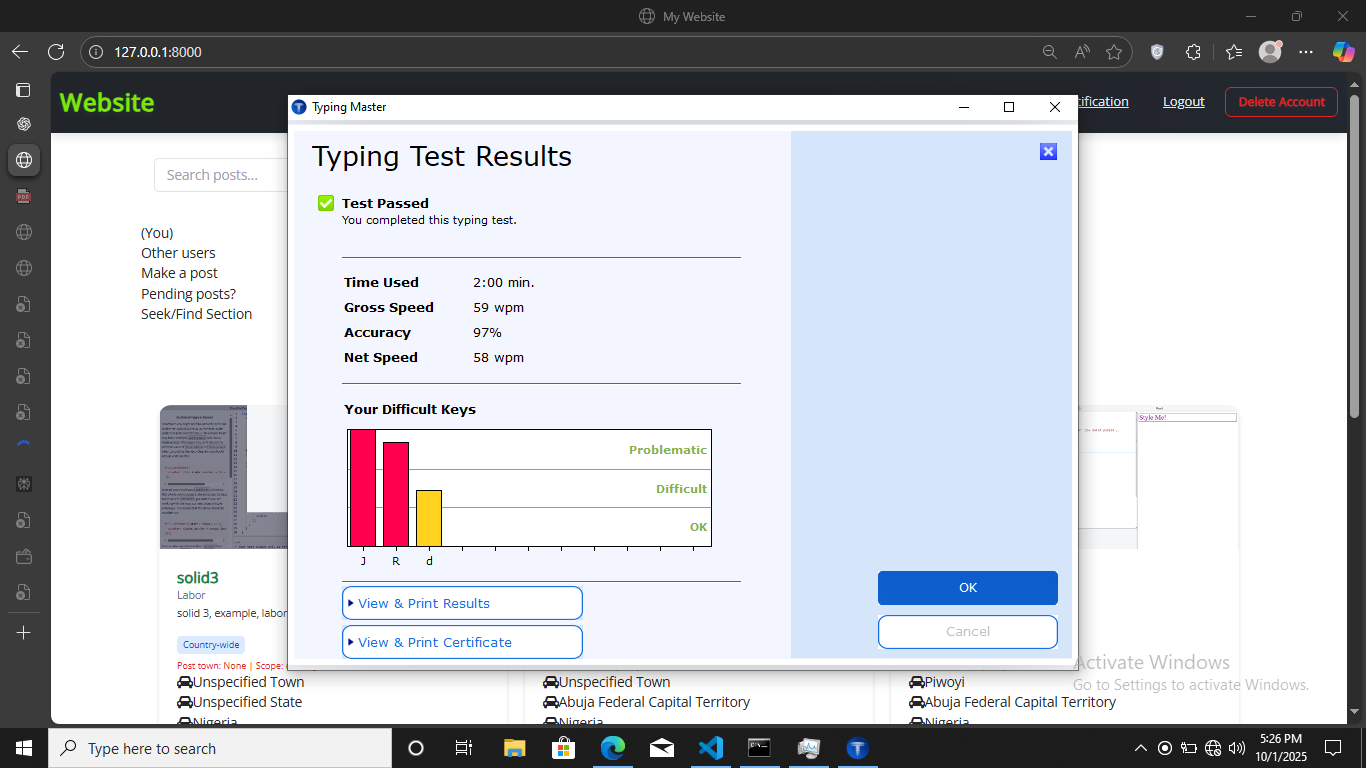 My Website
127.0.0.1:8000
Website
tification
Logout
Delete Account
Search posts...
(You)
Other users
Make a post
Pending posts?
Seek/Find Section
Typing Master
Typing Test Results
Test Passed
You completed this typing test.
Time Used 2:00 min.
Gross Speed 59 wpm
Accuracy 97%
Net Speed 58 wpm
Your Difficult Keys
Problematic
Difficult
OK
J R d
View & Print Results
View & Print Certificate
OK
Cancel
Style Me!
solid3
Labor
solid 3, example, labor
Country-wide
Post town: None | Scope:
Unspecified Town
Unspecified State
Nigeria
Unspecified Town
Abuja Federal Capital Territory
Nigeria
Piwoyi
Abuja Federal Capital Territory
Nigeria
Activate Windows
Go to Settings to activate Windows.
Type here to search
5:26 PM
10/1/2025